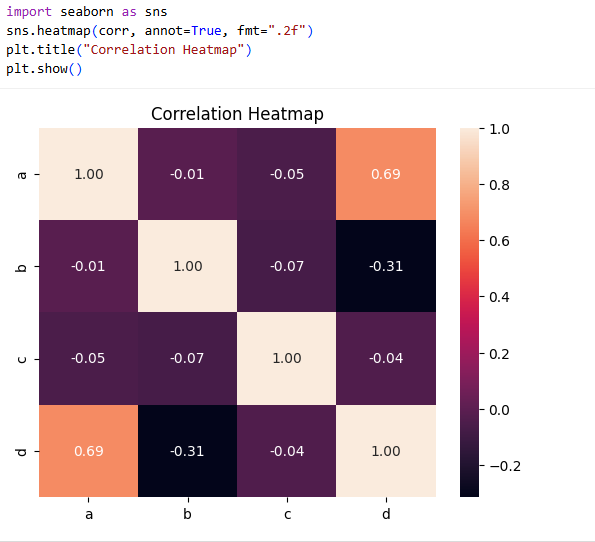 import seaborn as sns
sns.heatmap(corr, annot=True, fmt=".2f")
plt.title("Correlation Heatmap")
plt.show()
Correlation Heatmap
a 1.00 -0.01 -0.05 0.69
b -0.01 1.00 -0.07 -0.31
c -0.05 -0.07 1.00 -0.04
d 0.69 -0.31 -0.04 1.00
a b c d
1.0
0.8
0.6
0.4
0.2
0.0
−0.2